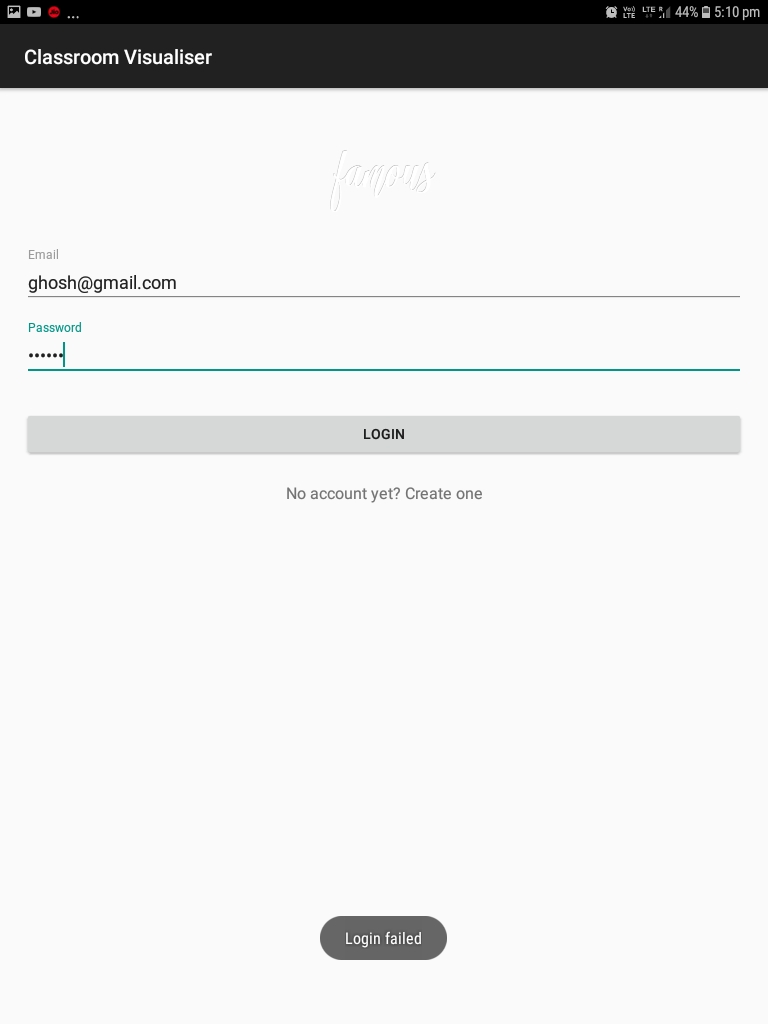 ... Vo) LTE LTE R 44% 5:10 pm
Classroom Visualiser
famous
Email
ghosh@gmail.com
Password
••••••
LOGIN
No account yet? Create one
Login failed